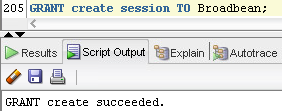 205 GRANT create session TO Broadbean;
Results Script Output Explain Autotrace
GRANT create succeeded.